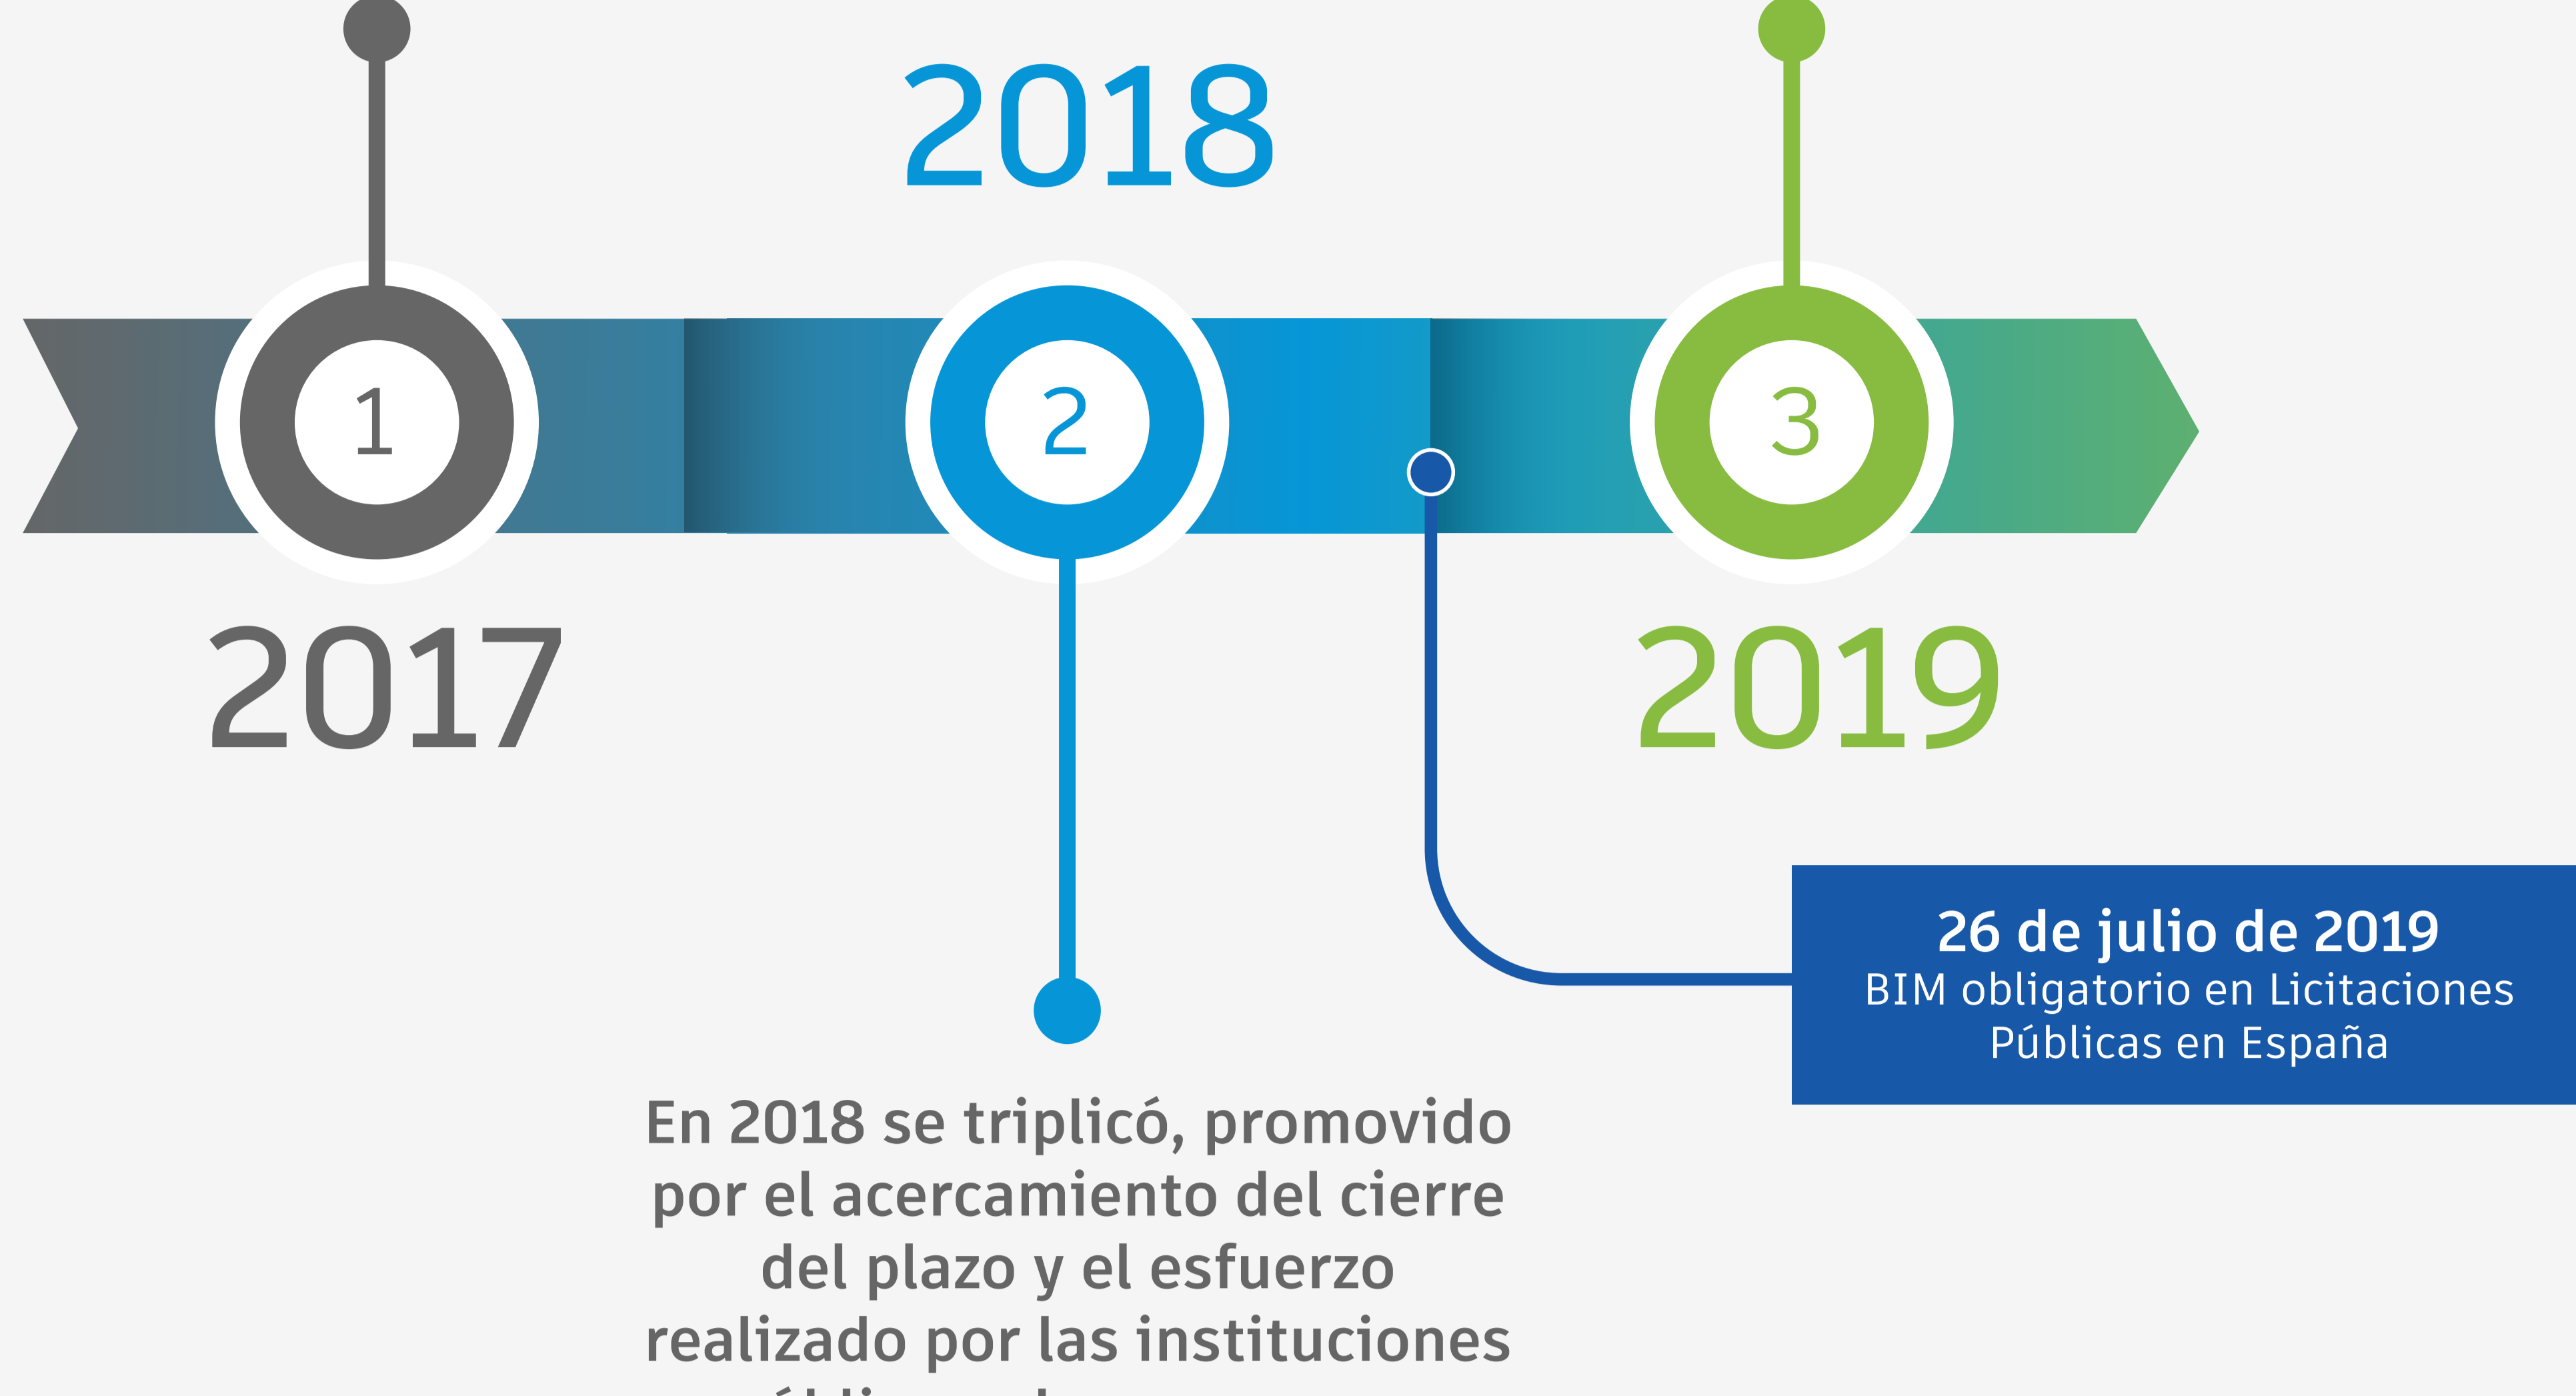 2018
1
2
3
2017
2019
26 de julio de 2019
BIM obligatorio en Licitaciones
Públicas en España
En 2018 se triplicó, promovido
por el acercamiento del cierre
del plazo y el esfuerzo
realizado por las instituciones